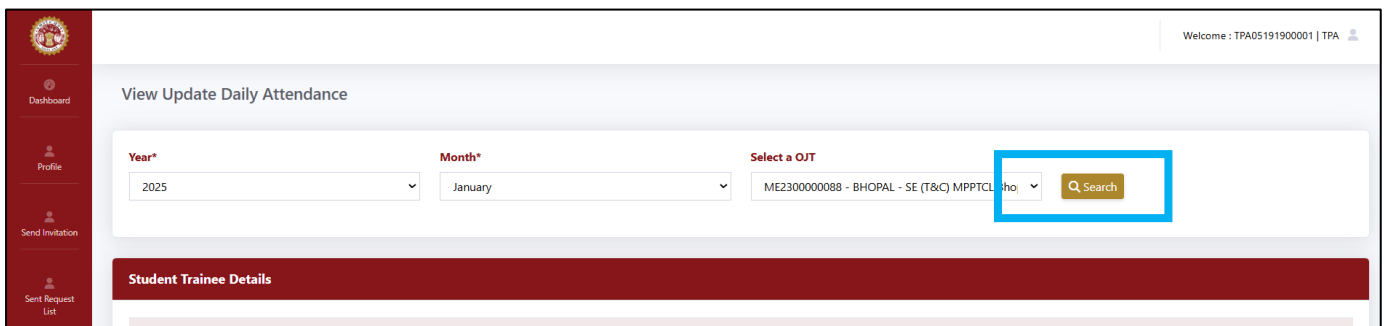 Welcome : TPA05191900001 | TPA
Dashboard
View Update Daily Attendance
Profile
Year*
Month*
Select a OJT
2025
January
ME2300000088 - BHOPAL - SE (T&C) MPPTCL Bhop
Search
Send Invitation
Student Trainee Details
Sent Request
List